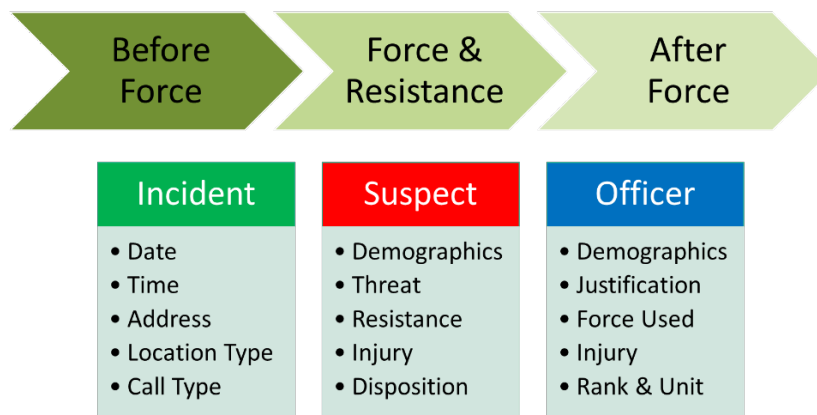 Before
Force
Force &
Resistance
After
Force
Incident
• Date
• Time
• Address
• Location Type
• Call Type
Suspect
• Demographics
• Threat
• Resistance
• Injury
• Disposition
Officer
• Demographics
• Justification
• Force Used
• Injury
• Rank & Unit